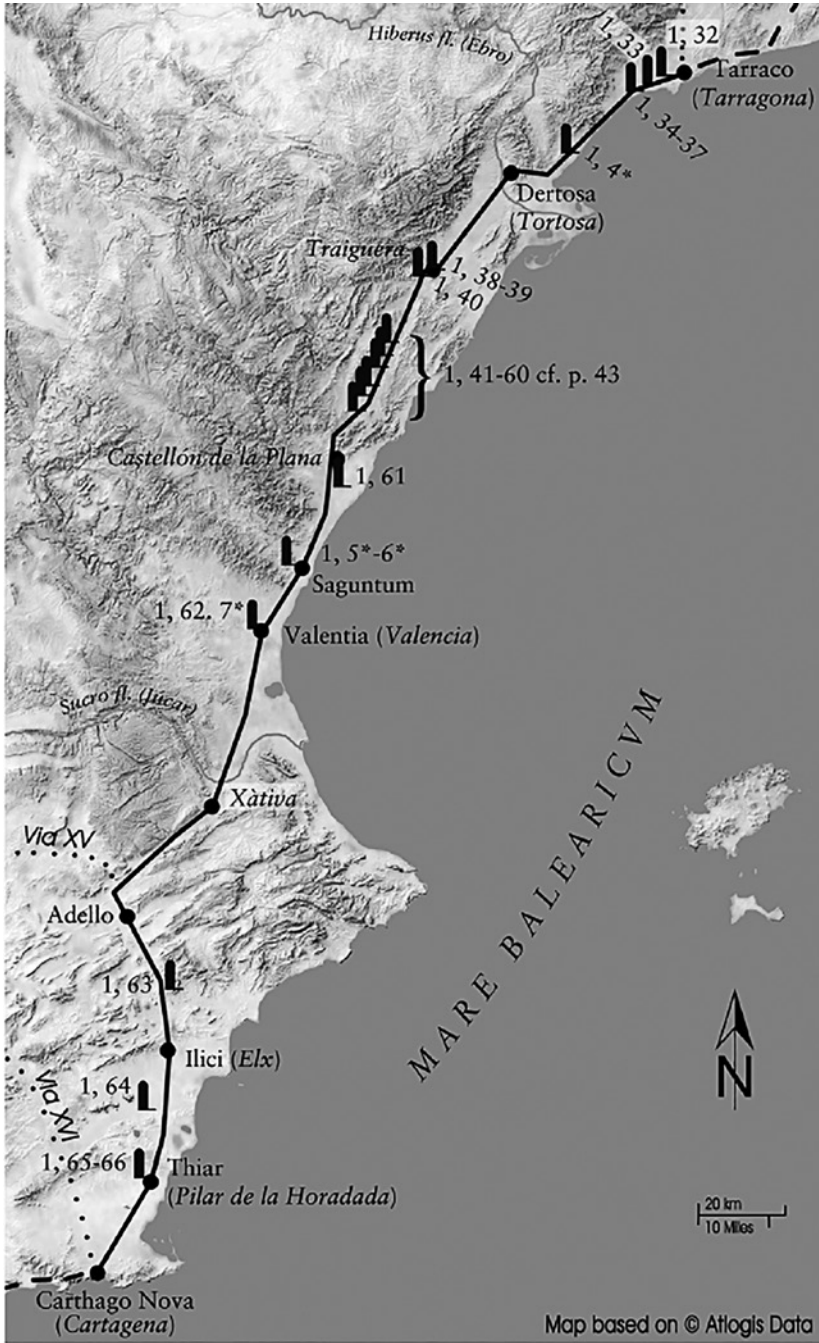 Hiberus fl. (Ebro)
1, 33
1, 32
Tarraco
(Tarragona)
1, 34-37
1, 4*
Dertosa
(Tortosa)
Traiguera
1, 38-39
1, 40
1, 41-60 cf. p. 43
Castellón de la Plana
1, 61
1, 5*-6*
Saguntum
1, 62. 7*
Valentia (Valencia)
Sucro fl. (Júcar)
MARE BALEARICVM
Xàtiva
Via XV
Adello
1, 63
Ilici (Elx)
N
1, 64
Via XVI
1, 65-66
Thiar
(Pilar de la Horadada)
20 km
10 Miles
Carthago Nova
(Cartagena)
Map based on © Atlogis Data